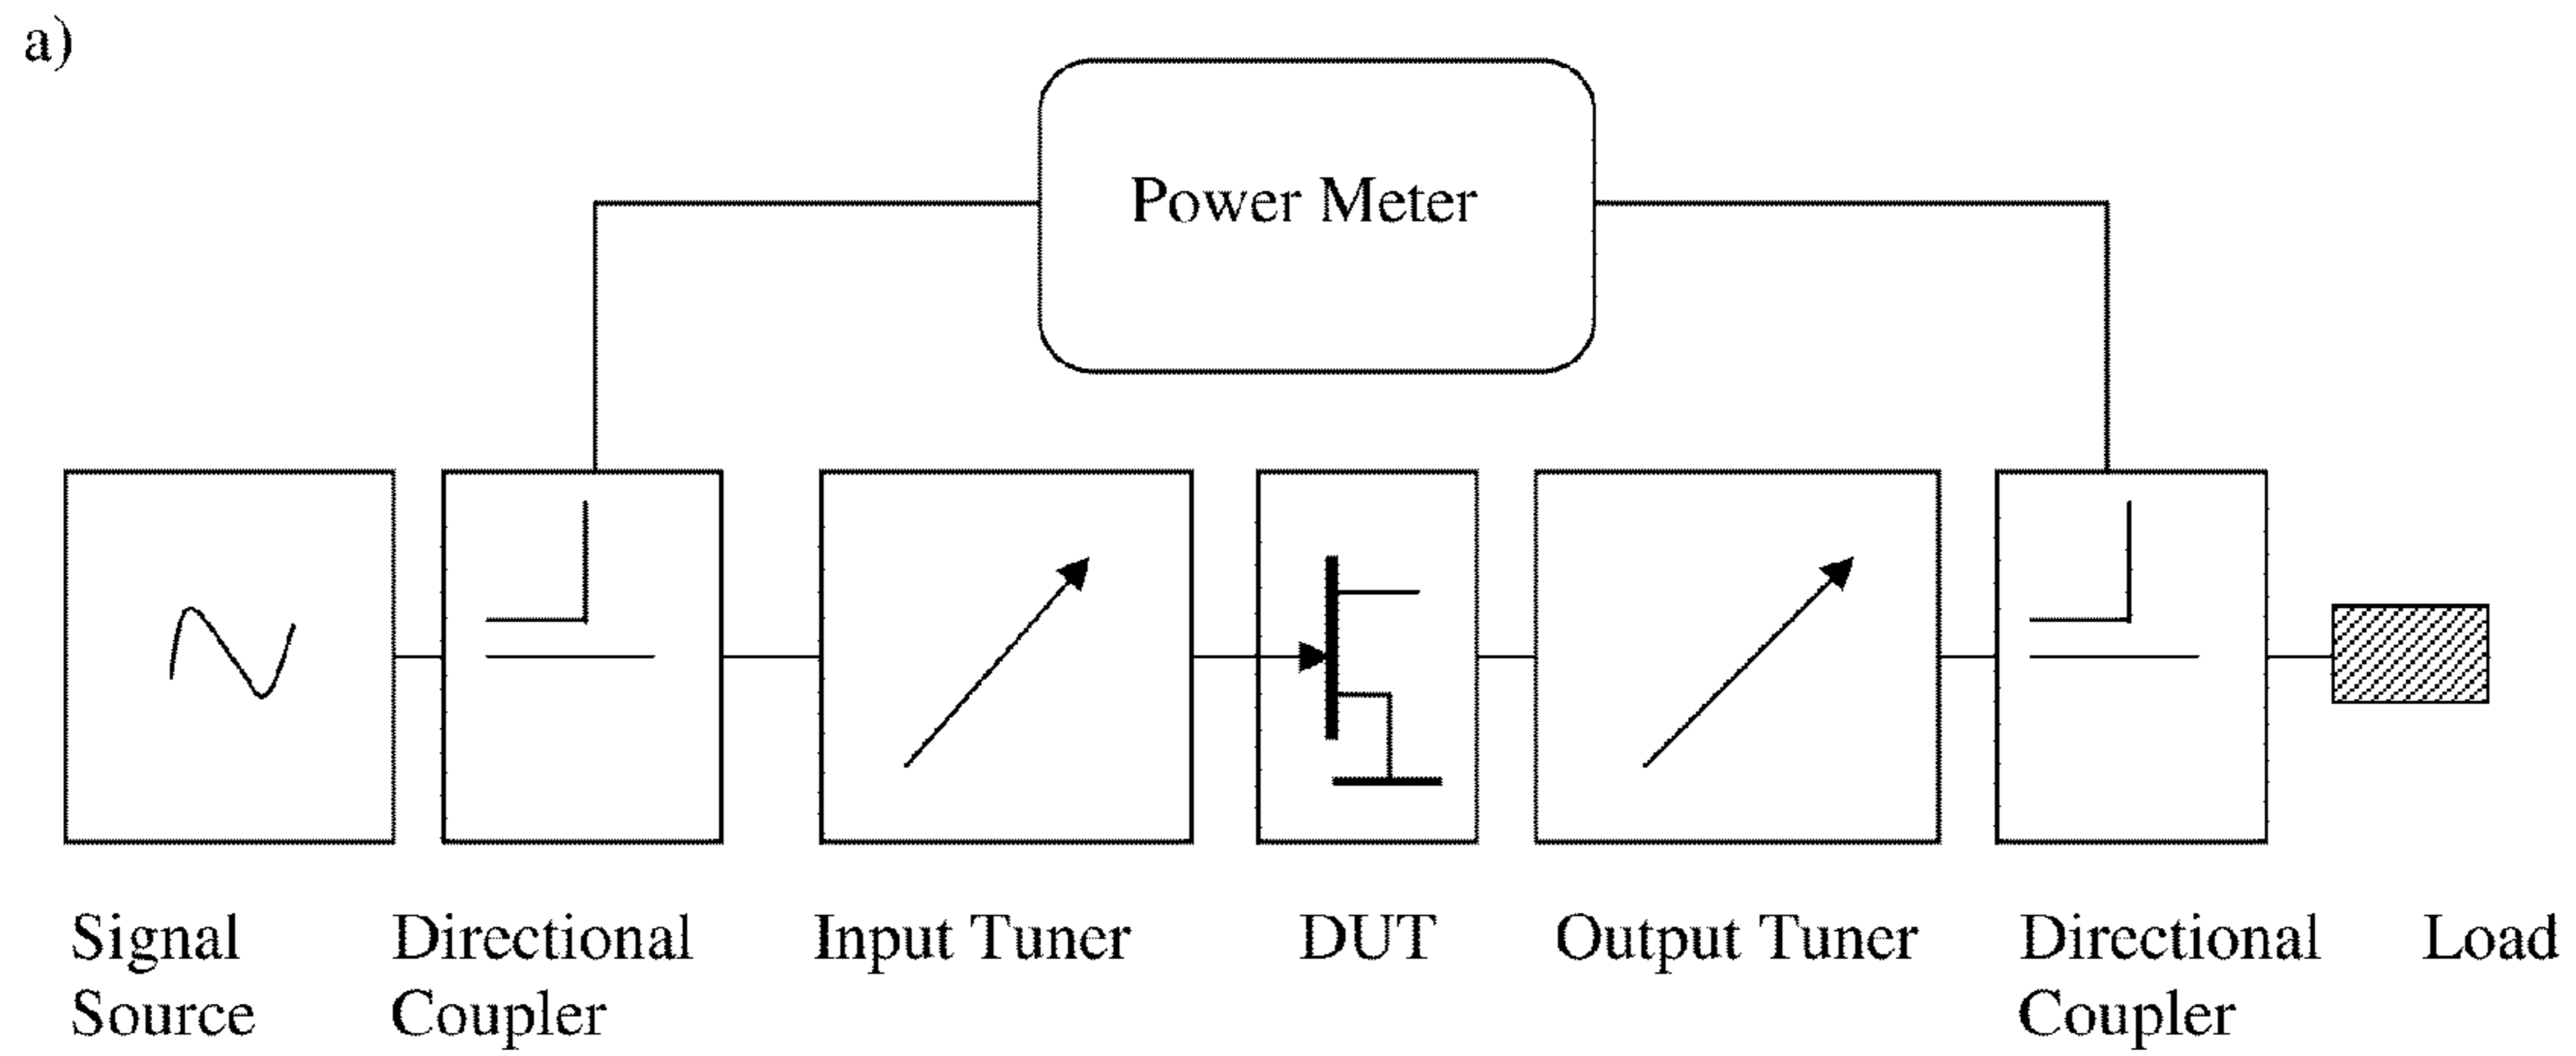 a)
Power Meter
Signal
Source
Directional
Coupler
Input Tuner
DUT
Output Tuner
Directional
Coupler
Load